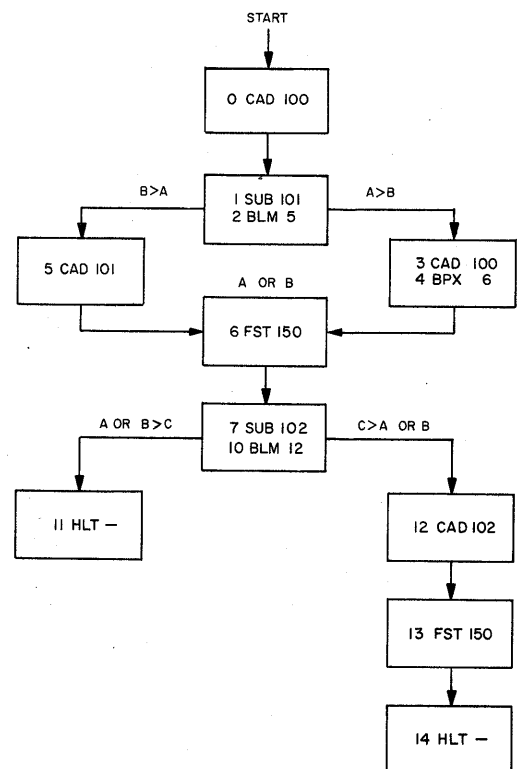 START
0 CAD 100
B>A
1 SUB 101
2 BLM 5
A>B
5 CAD 101
3 CAD 100
4 BPX 6
A OR B
6 FST 150
A OR B>C
7 SUB 102
10 BLM 12
C>A OR B
11 HLT —
12 CAD 102
13 FST 150
14 HLT —